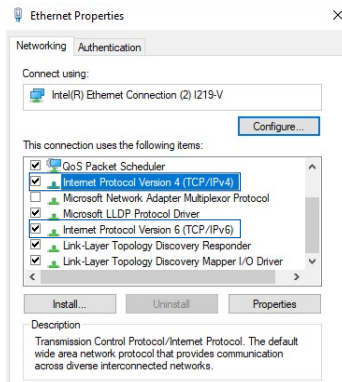 Ethernet Properties
Networking Authentication
Connect using:
Intel(R) Ethernet Connection (2) I219-V
Configure...
This connection uses the following items:
QoS Packet Scheduler
Internet Protocol Version 4 (TCP/IPv4)
Microsoft Network Adapter Multiplexor Protocol
Microsoft LLDP Protocol Driver
Internet Protocol Version 6 (TCP/IPv6)
Link-Layer Topology Discovery Responder
Link-Layer Topology Discovery Mapper I/O Driver
Install... Uninstall Properties
Description
Transmission Control Protocol/Internet Protocol. The default
wide area network protocol that provides communication
across diverse interconnected networks.